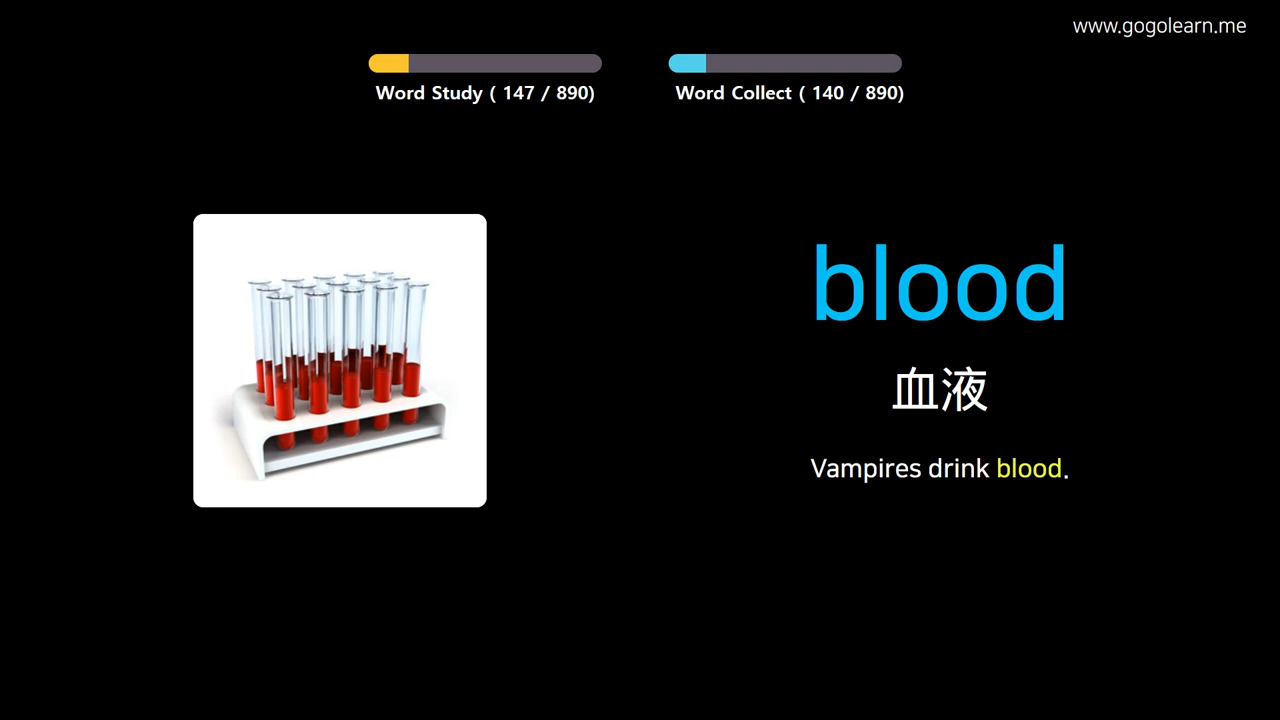 www.gogolearn.me
Word Study ( 147 / 890)
Word Collect ( 140 / 890)
blood
血液
Vampires drink blood.